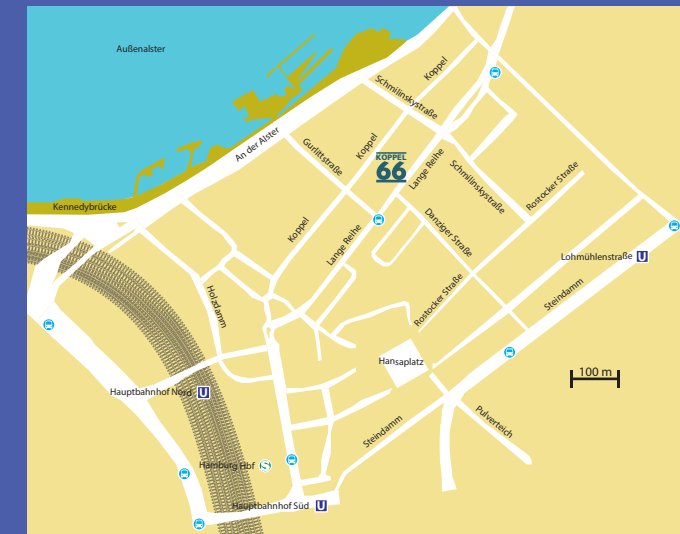 Außenalster
Koppel
Schmilinskystraße
An der Alster
Gurlittstraße
Koppel
KOPPEL
66
Lange Reihe
Schmilinskystraße
Rostocker Straße
Kennedybrücke
Koppel
Lange Reihe
Danziger Straße
Lohmühlenstraße U
Steindamm
Holzdamm
Rostocker Straße
Hansaplatz
100 m
Hauptbahnhof Nord U
Steindamm
Pulverteich
Hamburg Hbf S
Hauptbahnhof Süd U